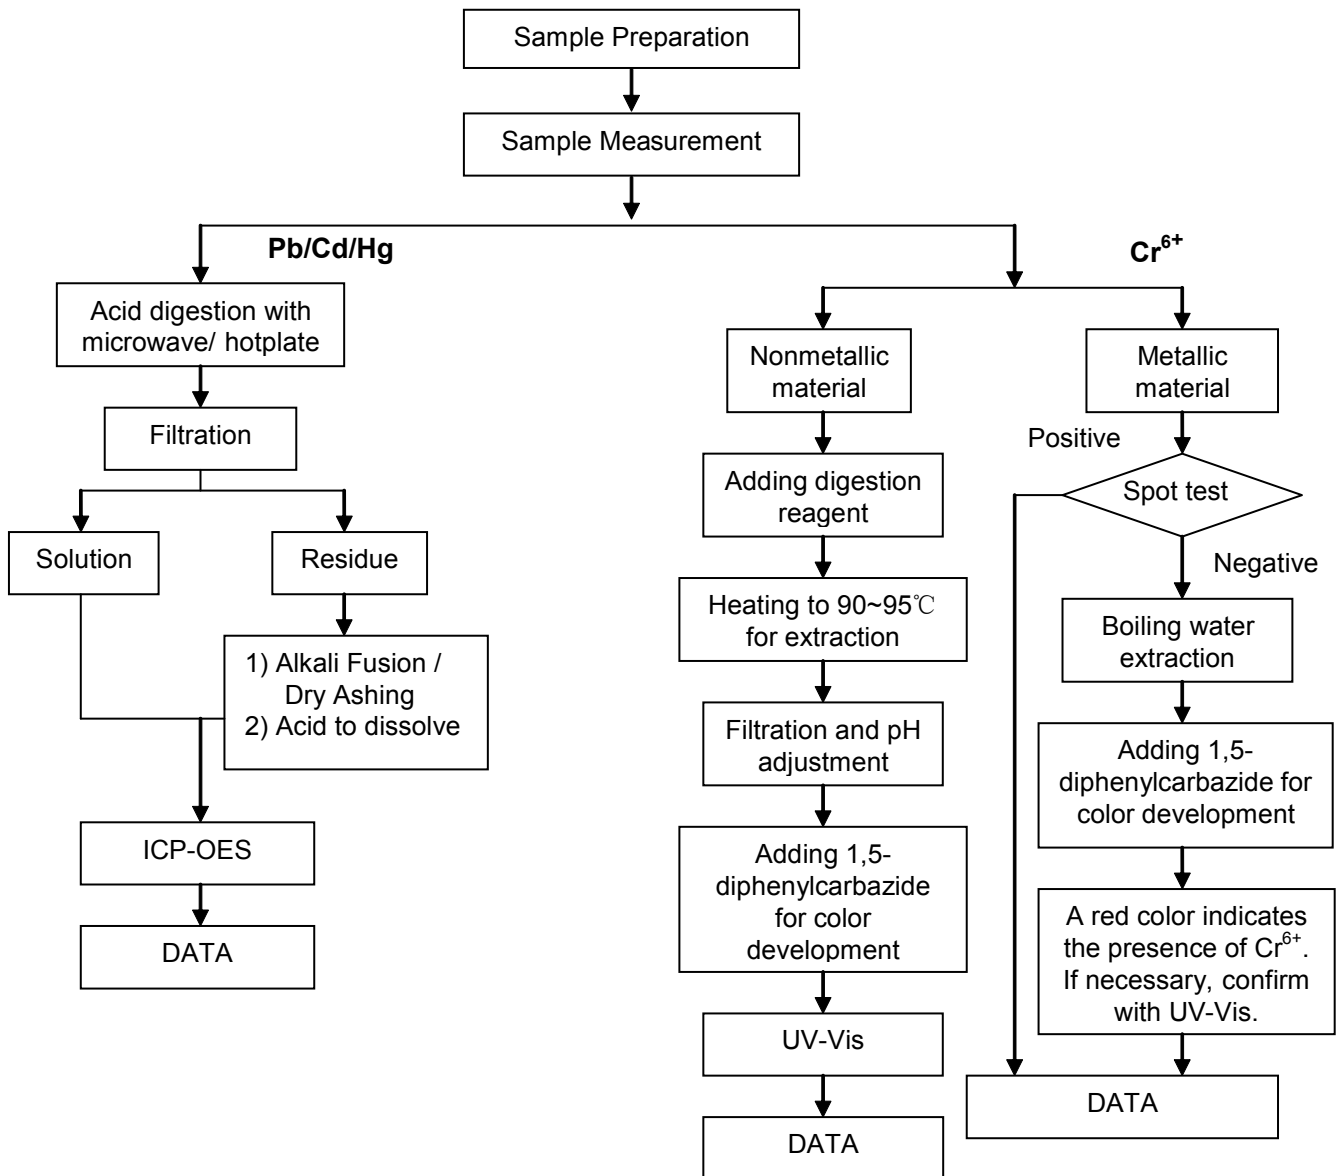 Sample Preparation
Sample Measurement
Pb/Cd/Hg
Acid digestion with
microwave/ hotplate
Filtration
Solution
Residue
1) Alkali Fusion /
Dry Ashing
2) Acid to dissolve
ICP-OES
DATA
Cr⁶⁺
Nonmetallic
material
Adding digestion
reagent
Heating to 90~95℃
for extraction
Filtration and pH
adjustment
Adding 1,5-
diphenylcarbazide
for color
development
UV-Vis
DATA
Metallic
material
Positive
Spot test
Negative
Boiling water
extraction
Adding 1,5-
diphenylcarbazide for
color development
A red color indicates
the presence of Cr⁶⁺.
If necessary, confirm
with UV-Vis.
DATA